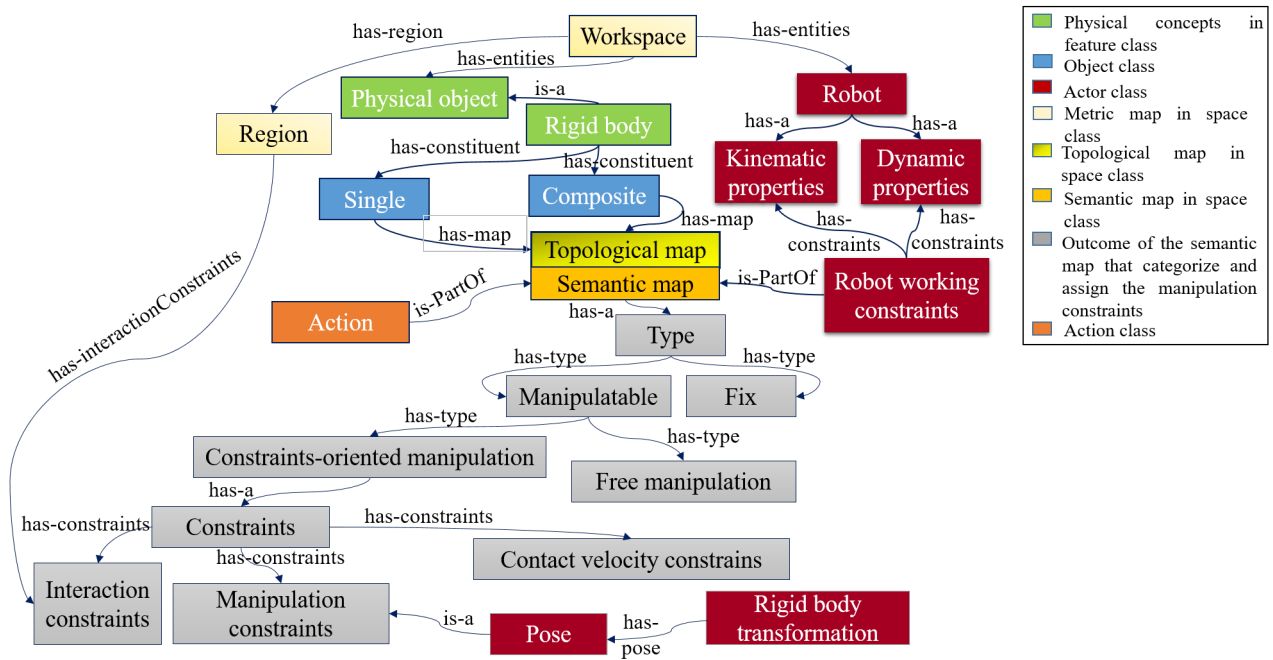 Workspace
has-region
has-entities
has-entities
Physical object
is-a
Rigid body
Robot
Region
has-a
has-a
Kinematic
properties
Dynamic
properties
has-constituent
has-constituent
Single
Composite
has-map
has-map
has-
constraints
has-
constraints
Topological map
Semantic map
is-PartOf
is-PartOf
Robot working
constraints
Action
has-a
Type
has-interactionConstraints
has-type
has-type
Manipulatable
Fix
has-type
has-type
Constraints-oriented manipulation
Free manipulation
has-a
Constraints
has-constraints
has-constraints
has-constraints
Contact velocity constrains
Interaction
constraints
Manipulation
constraints
is-a
Pose
has-
pose
Rigid body
transformation
Physical concepts in
feature class
Object class
Actor class
Metric map in space
class
Topological map in
space class
Semantic map in space
class
Outcome of the semantic
map that categorize and
assign the manipulation
constraints
Action class